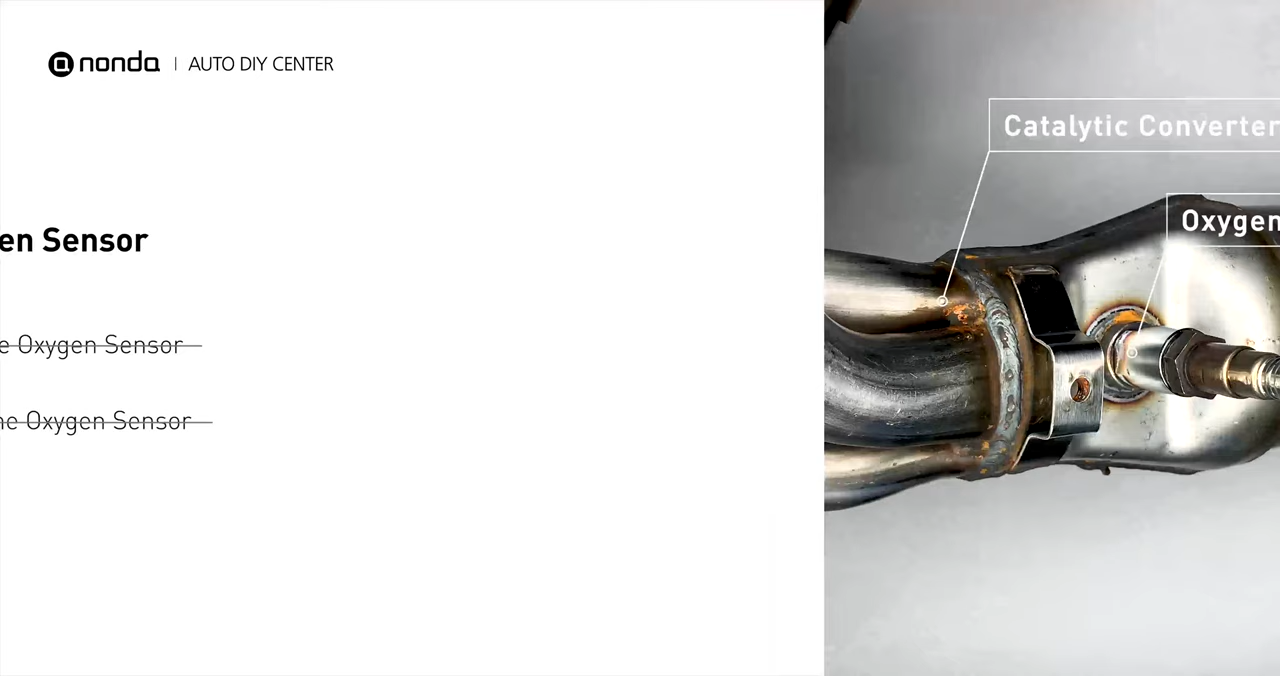 nonda | AUTO DIY CENTER
Catalytic Converter
Oxygen
en Sensor
e Oxygen Sensor
he Oxygen Sensor